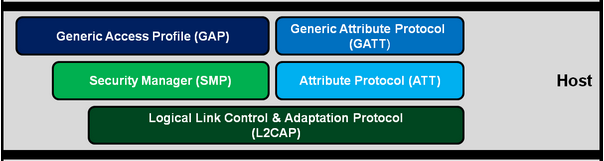 Generic Access Profile (GAP)
Generic Attribute Protocol
(GATT)
Security Manager (SMP)
Attribute Protocol (ATT)
Host
Logical Link Control & Adaptation Protocol
(L2CAP)